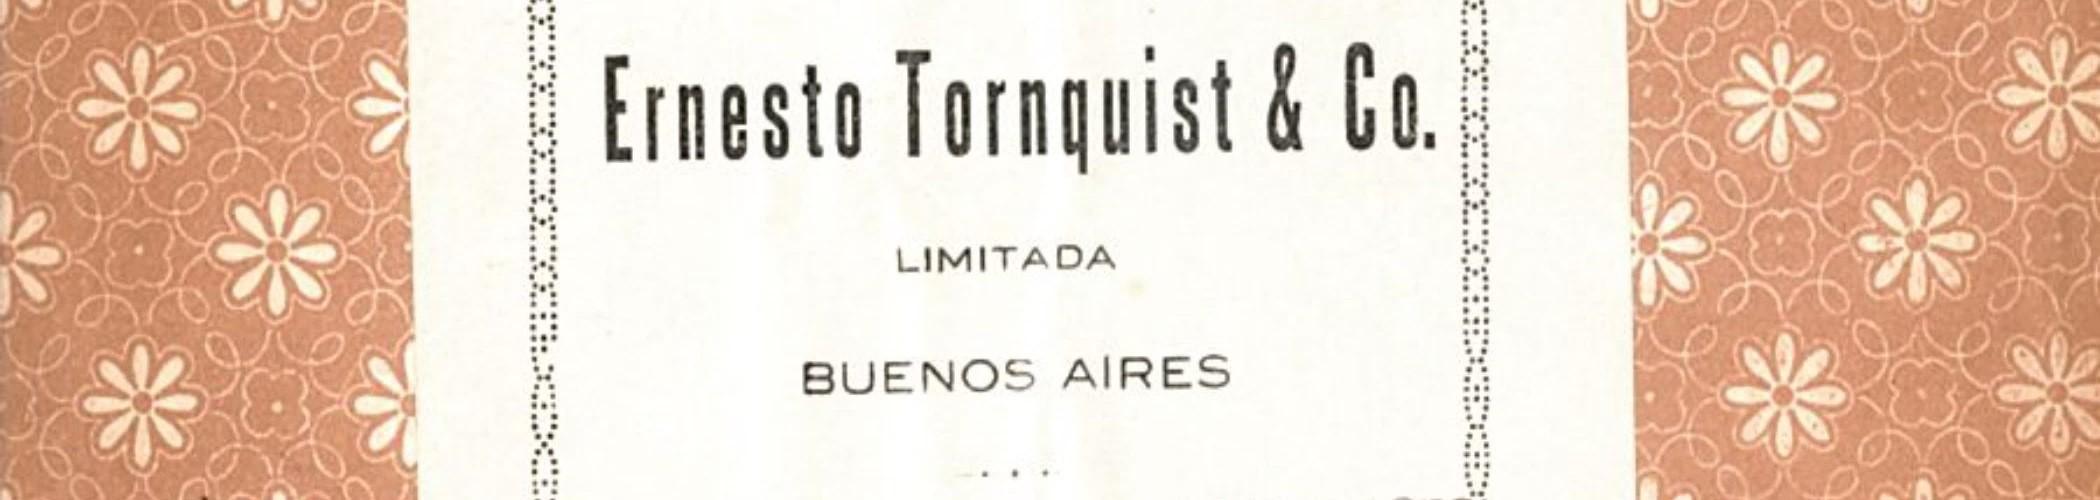 Ernesto Tornquist & Co.
LIMITADA
BUENOS AIRES